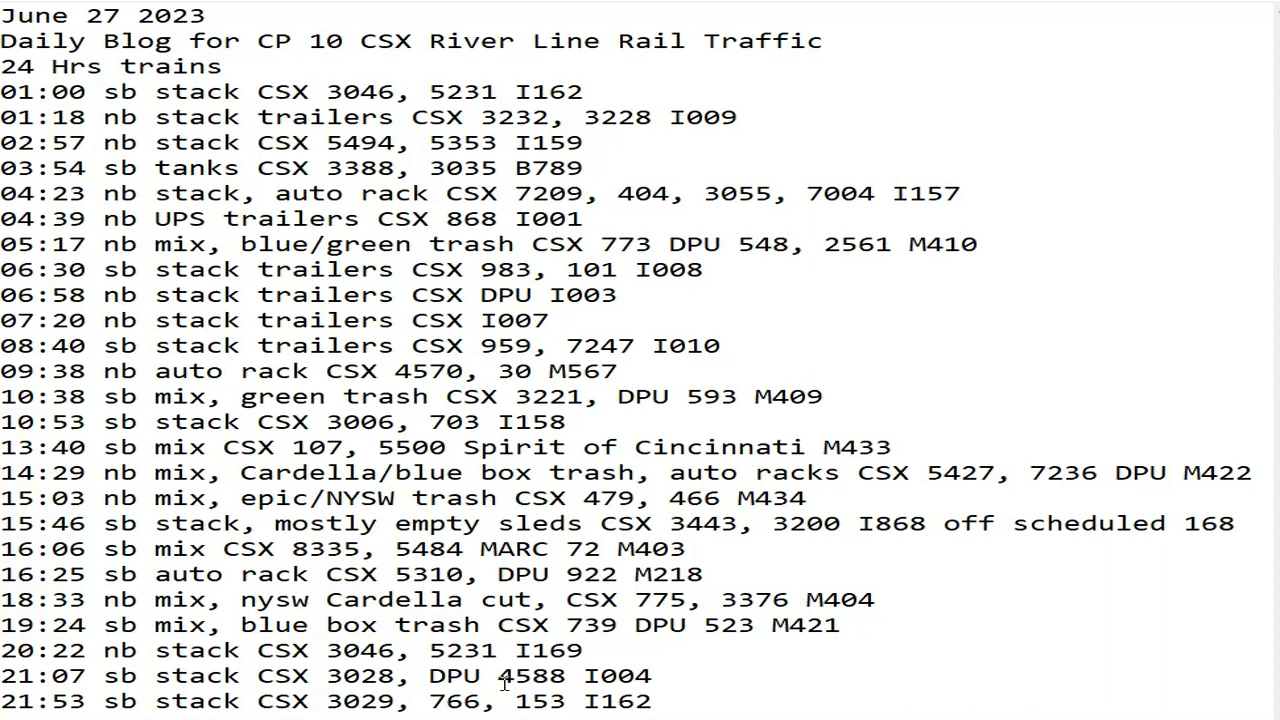 June 27 2023
Daily Blog for CP 10 CSX River Line Rail Traffic
24 Hrs trains
01:00 sb stack CSX 3046, 5231 I162
01:18 nb stack trailers CSX 3232, 3228 I009
02:57 nb stack CSX 5494, 5353 I159
03:54 sb tanks CSX 3388, 3035 B789
04:23 nb stack, auto rack CSX 7209, 404, 3055, 7004 I157
04:39 nb UPS trailers CSX 868 I001
05:17 nb mix, blue/green trash CSX 773 DPU 548, 2561 M410
06:30 sb stack trailers CSX 983, 101 I008
06:58 nb stack trailers CSX DPU I003
07:20 nb stack trailers CSX I007
08:40 sb stack trailers CSX 959, 7247 I010
09:38 nb auto rack CSX 4570, 30 M567
10:38 sb mix, green trash CSX 3221, DPU 593 M409
10:53 sb stack CSX 3006, 703 I158
13:40 sb mix CSX 107, 5500 Spirit of Cincinnati M433
14:29 nb mix, Cardella/blue box trash, auto racks CSX 5427, 7236 DPU M422
15:03 nb mix, epic/NYSW trash CSX 479, 466 M434
15:46 sb stack, mostly empty sleds CSX 3443, 3200 I868 off scheduled 168
16:06 sb mix CSX 8335, 5484 MARC 72 M403
16:25 sb auto rack CSX 5310, DPU 922 M218
18:33 nb mix, nysw Cardella cut, CSX 775, 3376 M404
19:24 sb mix, blue box trash CSX 739 DPU 523 M421
20:22 nb stack CSX 3046, 5231 I169
21:07 sb stack CSX 3028, DPU 4588 I004
21:53 sb stack CSX 3029, 766, 153 I162